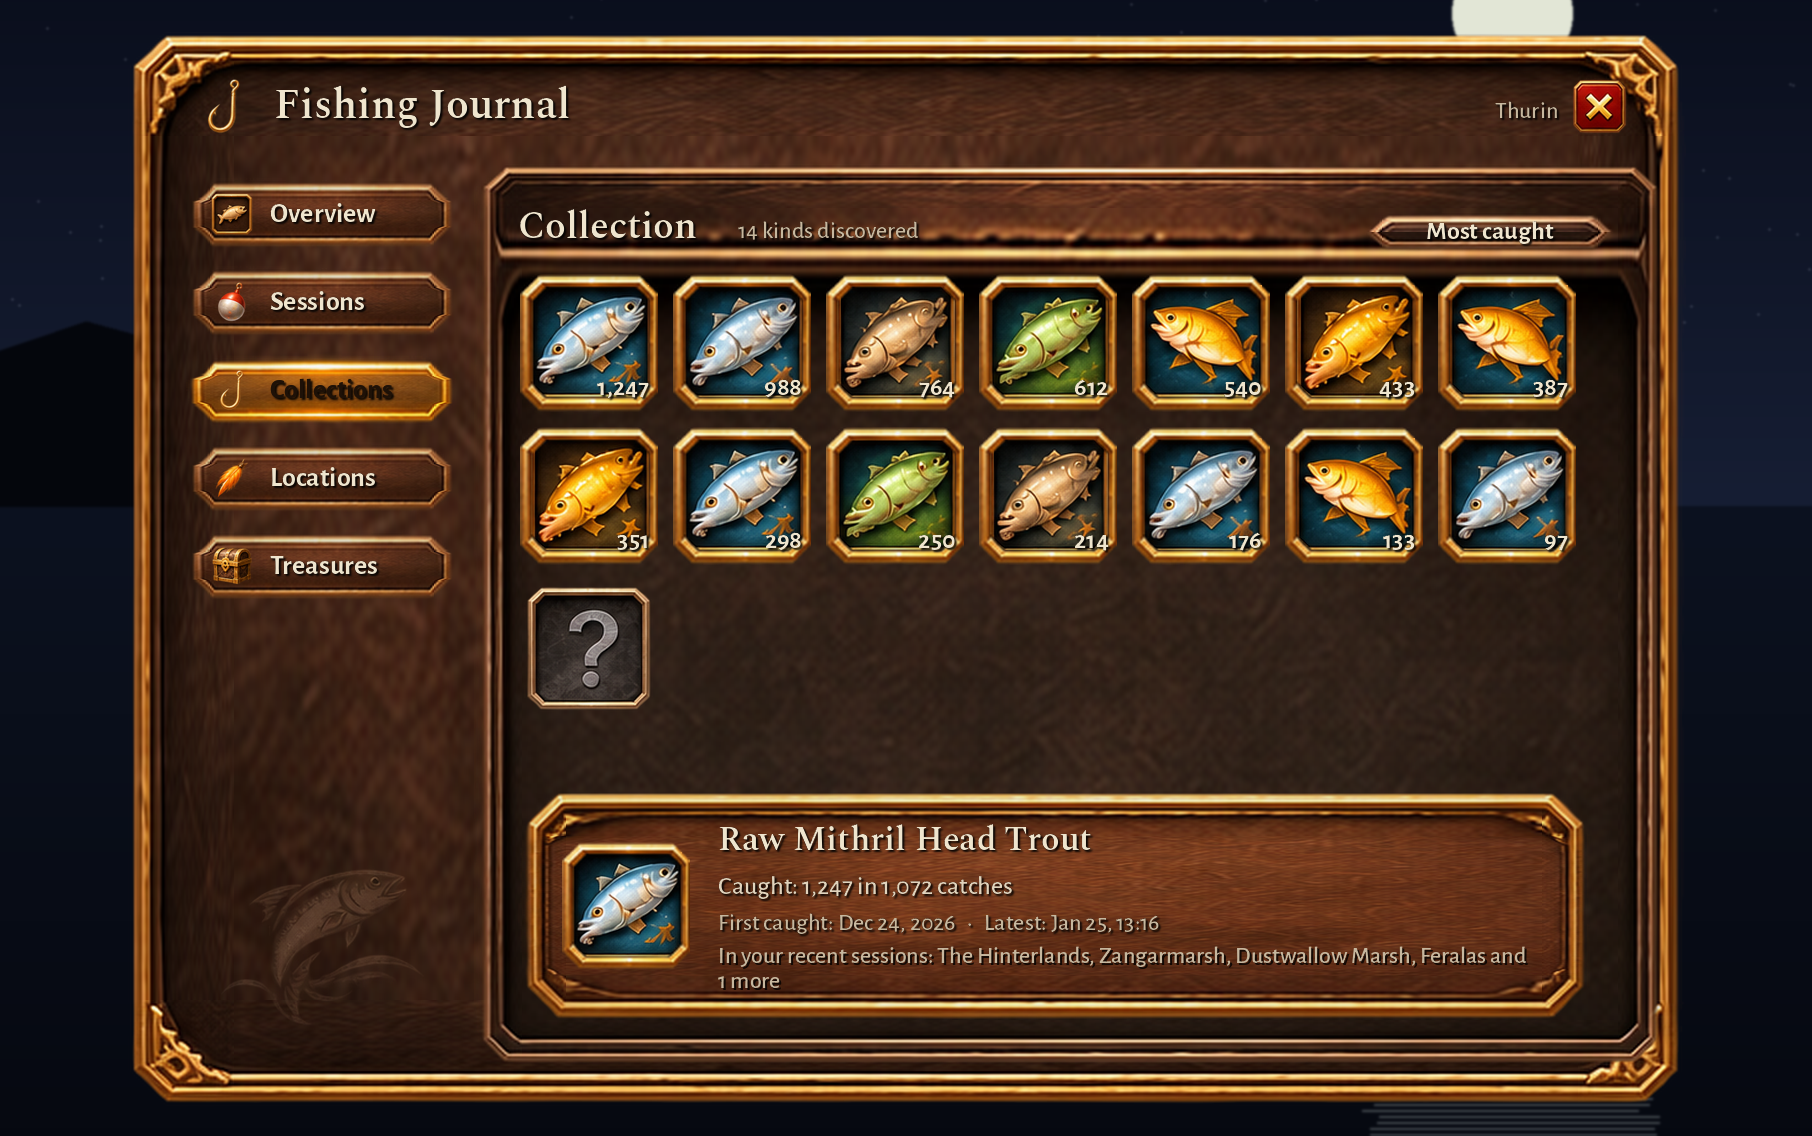 Fishing Journal
Thurin
Overview
Sessions
Collections
Locations
Treasures
Collection
14 kinds discovered
Most caught
1,247
988
764
612
540
433
387
351
298
250
214
176
133
97
?
Raw Mithril Head Trout
Caught: 1,247 in 1,072 catches
First caught: Dec 24, 2026 · Latest: Jan 25, 13:16
In your recent sessions: The Hinterlands, Zangarmarsh, Dustwallow Marsh, Feralas and
1 more